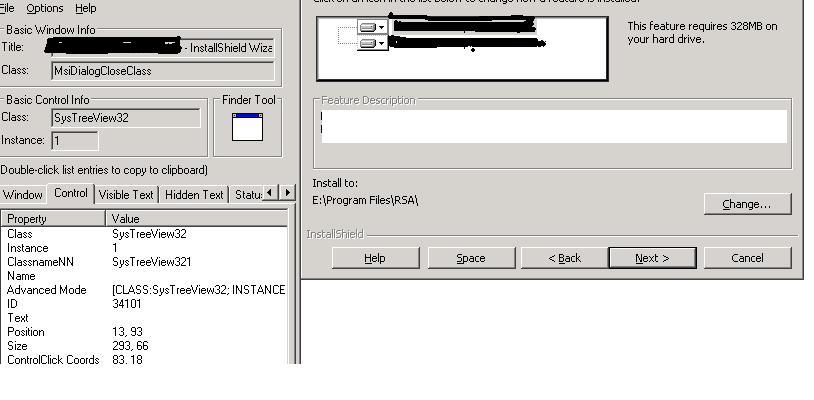 File Options Help
Basic Window Info
Title: - InstallShield Wiza
Class: MsiDialogCloseClass
Basic Control Info
Class: SysTreeView32
Instance: 1
Finder Tool
(Double-click list entries to copy to clipboard)
Window Control Visible Text Hidden Text Statu
Property Value
Class SysTreeView32
Instance 1
ClassnameNN SysTreeView321
Name
Advanced Mode [CLASS:SysTreeView32; INSTANCE
ID 34101
Text
Position 13, 93
Size 293, 66
ControlClick Coords 83, 18
Click on an icon in the list below to change how a feature is installed.
This feature requires 328MB on
your hard drive.
Feature Description
Install to:
E:\Program Files\RSA\
Change...
InstallShield
Help Space < Back Next > Cancel